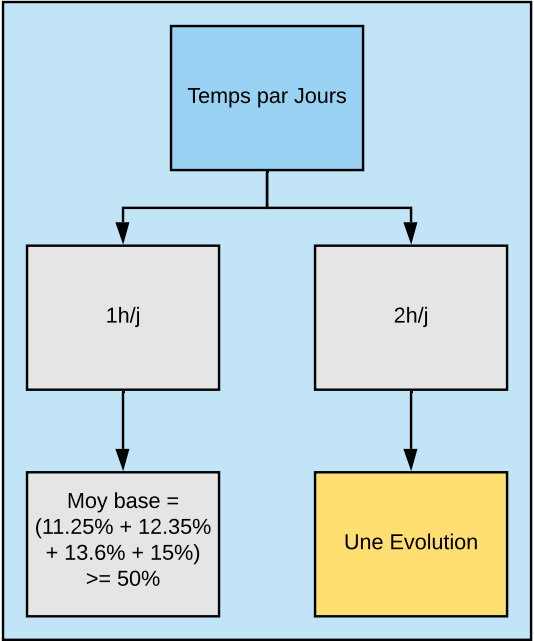 Temps par Jours
1h/j
2h/j
Moy base =
(11.25% + 12.35%
+ 13.6% + 15%)
>= 50%
Une Evolution